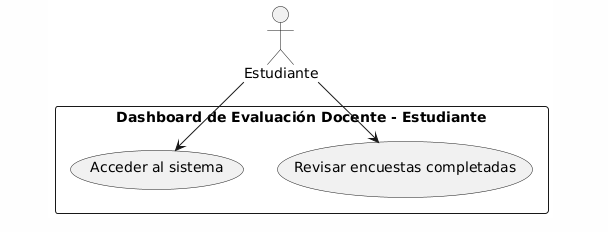 Estudiante
Dashboard de Evaluación Docente - Estudiante
Acceder al sistema
Revisar encuestas completadas